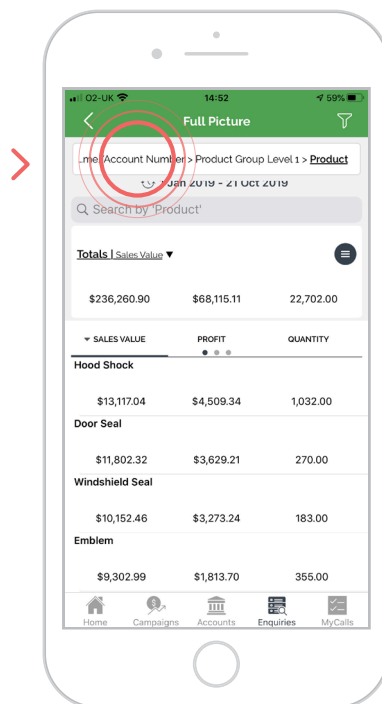 O2-UK 14:52 59%
Full Picture
..me/Account Number > Product Group Level 1 > Product
Jan 2019 - 21 Oct 2019
Search by 'Product'
Totals | Sales Value ▼
$236,260.90 $68,115.11 22,702.00
SALES VALUE PROFIT QUANTITY
Hood Shock
$13,117.04 $4,509.34 1,032.00
Door Seal
$11,802.32 $3,629.21 270.00
Windshield Seal
$10,152.46 $3,273.24 183.00
Emblem
$9,302.99 $1,813.70 355.00
Home Campaigns Accounts Enquiries MyCalls